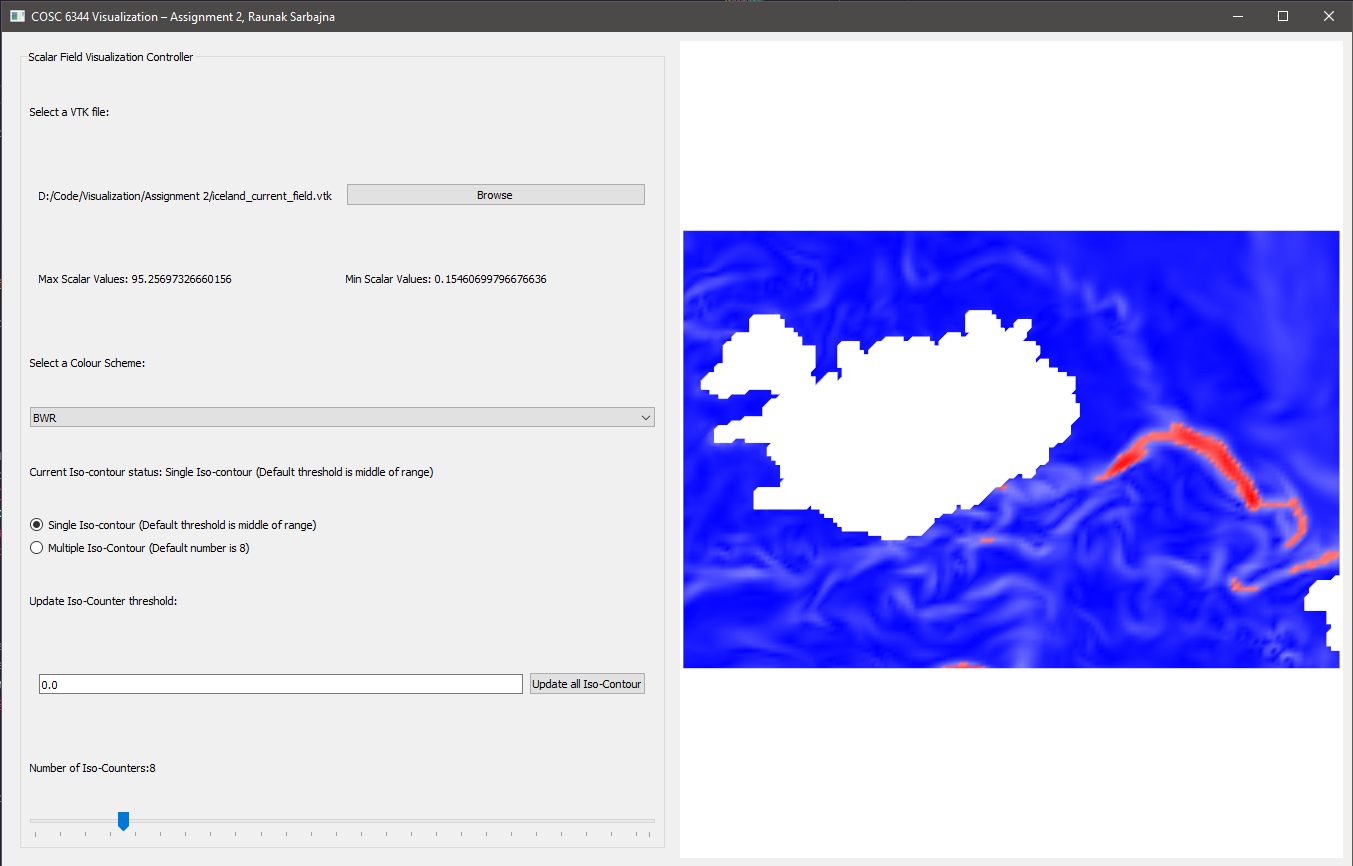 COSC 6344 Visualization – Assignment 2, Raunak Sarbajna
Scalar Field Visualization Controller
Select a VTK file:
D:/Code/Visualization/Assignment 2/iceland_current_field.vtk Browse
Max Scalar Values: 95.25697326660156 Min Scalar Values: 0.15460699796676636
Select a Colour Scheme:
BWR
Current Iso-contour status: Single Iso-contour (Default threshold is middle of range)
Single Iso-contour (Default threshold is middle of range)
Multiple Iso-Contour (Default number is 8)
Update Iso-Counter threshold:
0.0 Update all Iso-Contour
Number of Iso-Counters:8